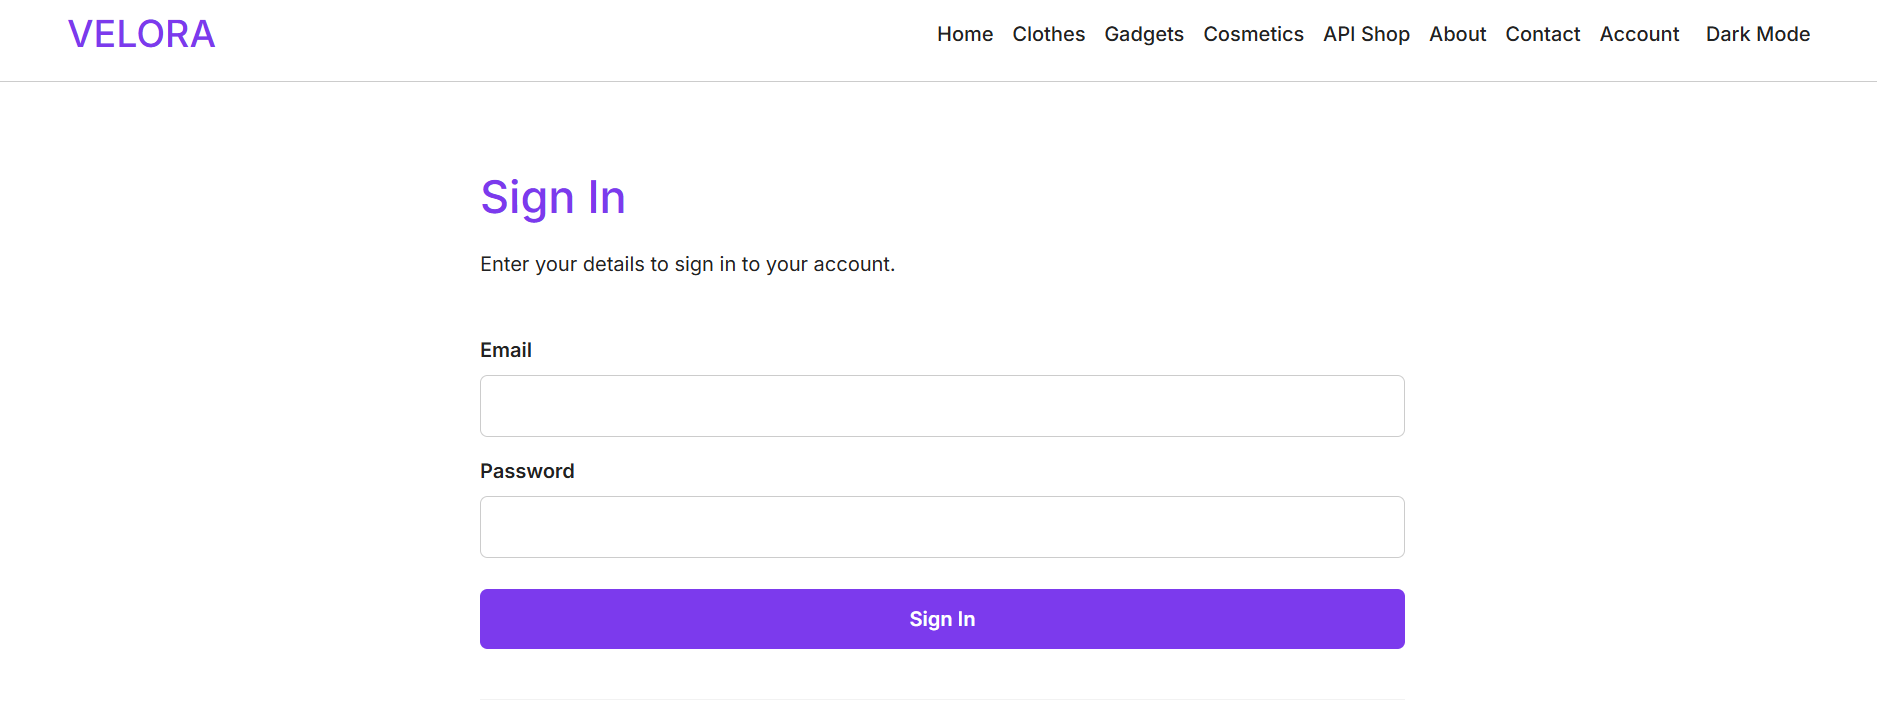 VELORA
Home Clothes Gadgets Cosmetics API Shop About Contact Account Dark Mode
Sign In
Enter your details to sign in to your account.
Email
Password
Sign In